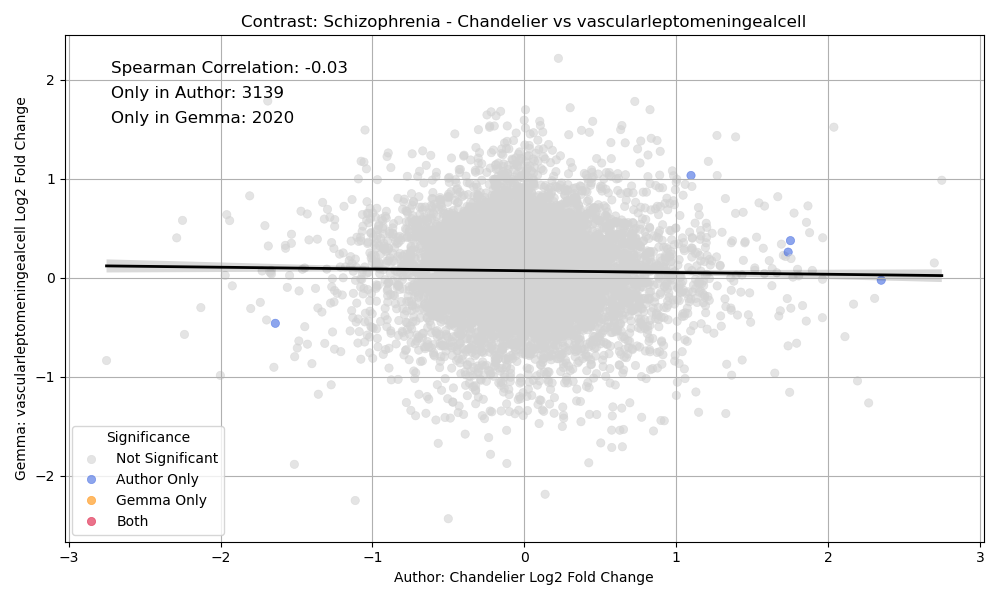 Contrast: Schizophrenia - Chandelier vs vascularleptomeningealcell
Spearman Correlation: -0.03
Only in Author: 3139
Only in Gemma: 2020
Gemma: vascularleptomeningealcell Log2 Fold Change
2
1
0
−1
−2
Significance
Not Significant
Author Only
Gemma Only
Both
−3
−2
−1
0
1
2
3
Author: Chandelier Log2 Fold Change